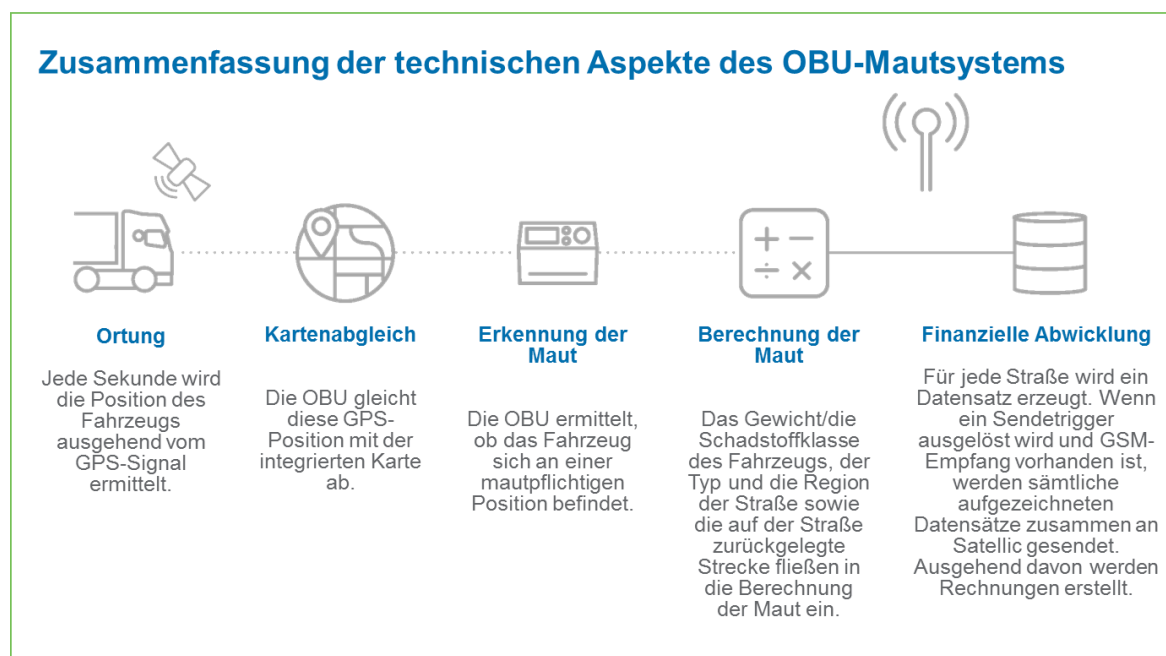 Zusammenfassung der technischen Aspekte des OBU-Mautsystems
Ortung
Jede Sekunde wird
die Position des
Fahrzeugs
ausgehend vom
GPS-Signal
ermittelt.
Kartenabgleich
Die OBU gleicht
diese GPS-
Position mit der
integrierten Karte
ab.
Erkennung der
Maut
Die OBU ermittelt,
ob das Fahrzeug
sich an einer
mautpflichtigen
Position befindet.
Berechnung der
Maut
Das Gewicht/die
Schadstoffklasse
des Fahrzeugs, der
Typ und die Region
der Straße sowie
die auf der Straße
zurückgelegte
Strecke fließen in
die Berechnung
der Maut ein.
Finanzielle Abwicklung
Für jede Straße wird ein
Datensatz erzeugt. Wenn
ein Sendetrigger
ausgelöst wird und GSM-
Empfang vorhanden ist,
werden sämtliche
aufgezeichneten
Datensätze zusammen an
Satellic gesendet.
Ausgehend davon werden
Rechnungen erstellt.